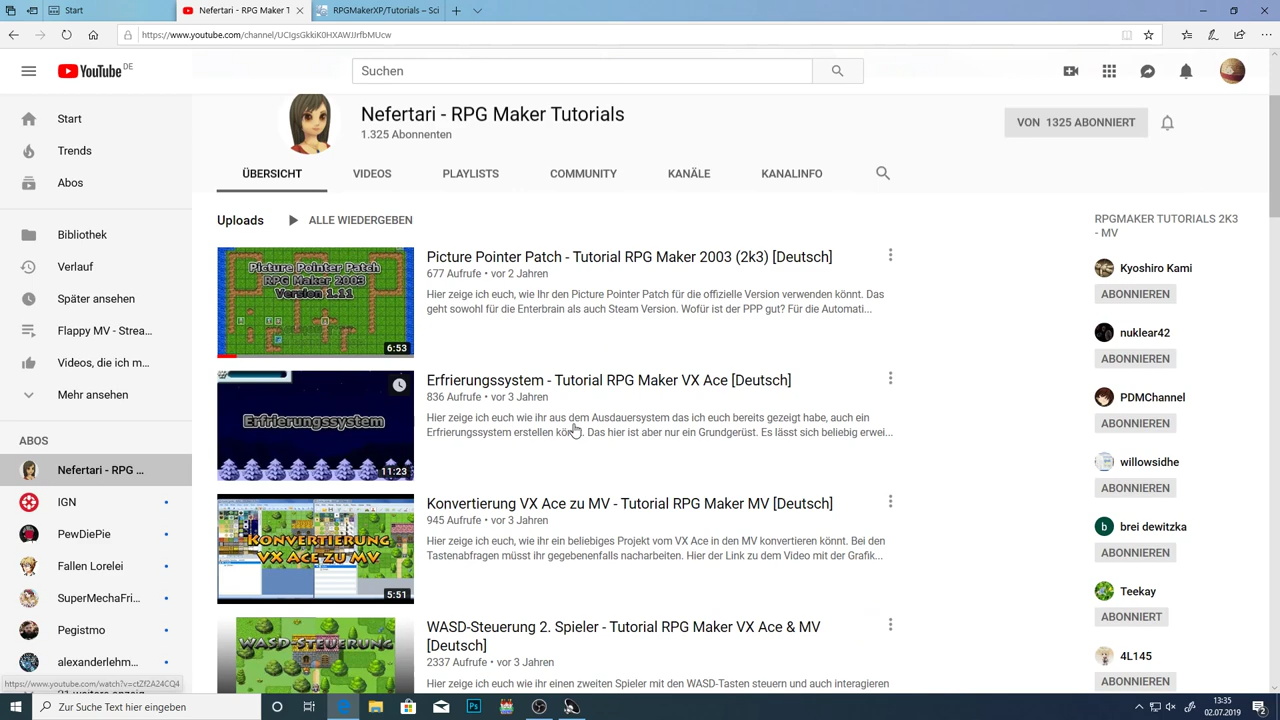 Start
Nefertari - RPG Maker T
RPGMakerXP/Tutorials – Sci
https://www.youtube.com/channel/UCIgsGkkiK0HXAWJJrfbMUcw
YouTube DE
Suchen
Nefertari - RPG Maker Tutorials
1.325 Abonnenten
VON 1325 ABONNIERT
ÜBERSICHT
VIDEOS
PLAYLISTS
COMMUNITY
KANÄLE
KANALINFO
Start
Trends
Abos
Bibliothek
Verlauf
Später ansehen
Flappy MV - Strea...
Videos, die ich m...
Mehr ansehen
ABOS
Nefertari - RPG ...
IGN
PewDiePie
Fallen Lorelei
SuperMechaFri...
Pegistmo
alexanderlehm...
Uploads
ALLE WIEDERGEBEN
Picture Pointer Patch
RPG Maker 2003
Version 1.11
6:53
Picture Pointer Patch - Tutorial RPG Maker 2003 (2k3) [Deutsch]
677 Aufrufe • vor 2 Jahren
Hier zeige ich euch, wie Ihr den Picture Pointer Patch für die offizielle Version verwenden könnt. Das
geht sowohl für die Enterbrain als auch Steam Version. Wofür ist der PPP gut? Für die Automati...
Erfrierungssystem
11:23
Erfrierungssystem - Tutorial RPG Maker VX Ace [Deutsch]
836 Aufrufe • vor 3 Jahren
Hier zeige ich euch wie ihr aus dem Ausdauersystem das ich euch bereits gezeigt habe, auch ein
Erfrierungssystem erstellen könnt. Das hier ist aber nur ein Grundgerüst. Es lässt sich beliebig erwei...
KONVERTIERUNG
VX ACE ZU MV
5:51
Konvertierung VX Ace zu MV - Tutorial RPG Maker MV [Deutsch]
945 Aufrufe • vor 3 Jahren
Hier zeige ich euch, wie ihr ein beliebiges Projekt vom VX Ace in den MV konvertieren könnt. Bei den
Tastenabfragen müsst ihr gegebenenfalls nacharbeiten. Hier der Link zu dem Video mit der Grafik...
WASD-STEUERUNG
WASD-Steuerung 2. Spieler - Tutorial RPG Maker VX Ace & MV
[Deutsch]
2337 Aufrufe • vor 3 Jahren
Hier zeige ich euch, wie ihr einen zweiten Spieler mit den WASD-Tasten steuern und auch interagieren
RPGMAKER TUTORIALS 2K3
- MV
Kyoshiro Kami
ABONNIEREN
nuklear42
ABONNIEREN
PDMChannel
ABONNIEREN
willowsidhe
ABONNIEREN
b
brei dewitzka
ABONNIEREN
Teekay
ABONNIERT
4L145
ABONNIEREN
https://www.youtube.com/watch?v=ctZf2A24CQ4
Zur Suche Text hier eingeben
Ps
13:35
02.07.2019
2